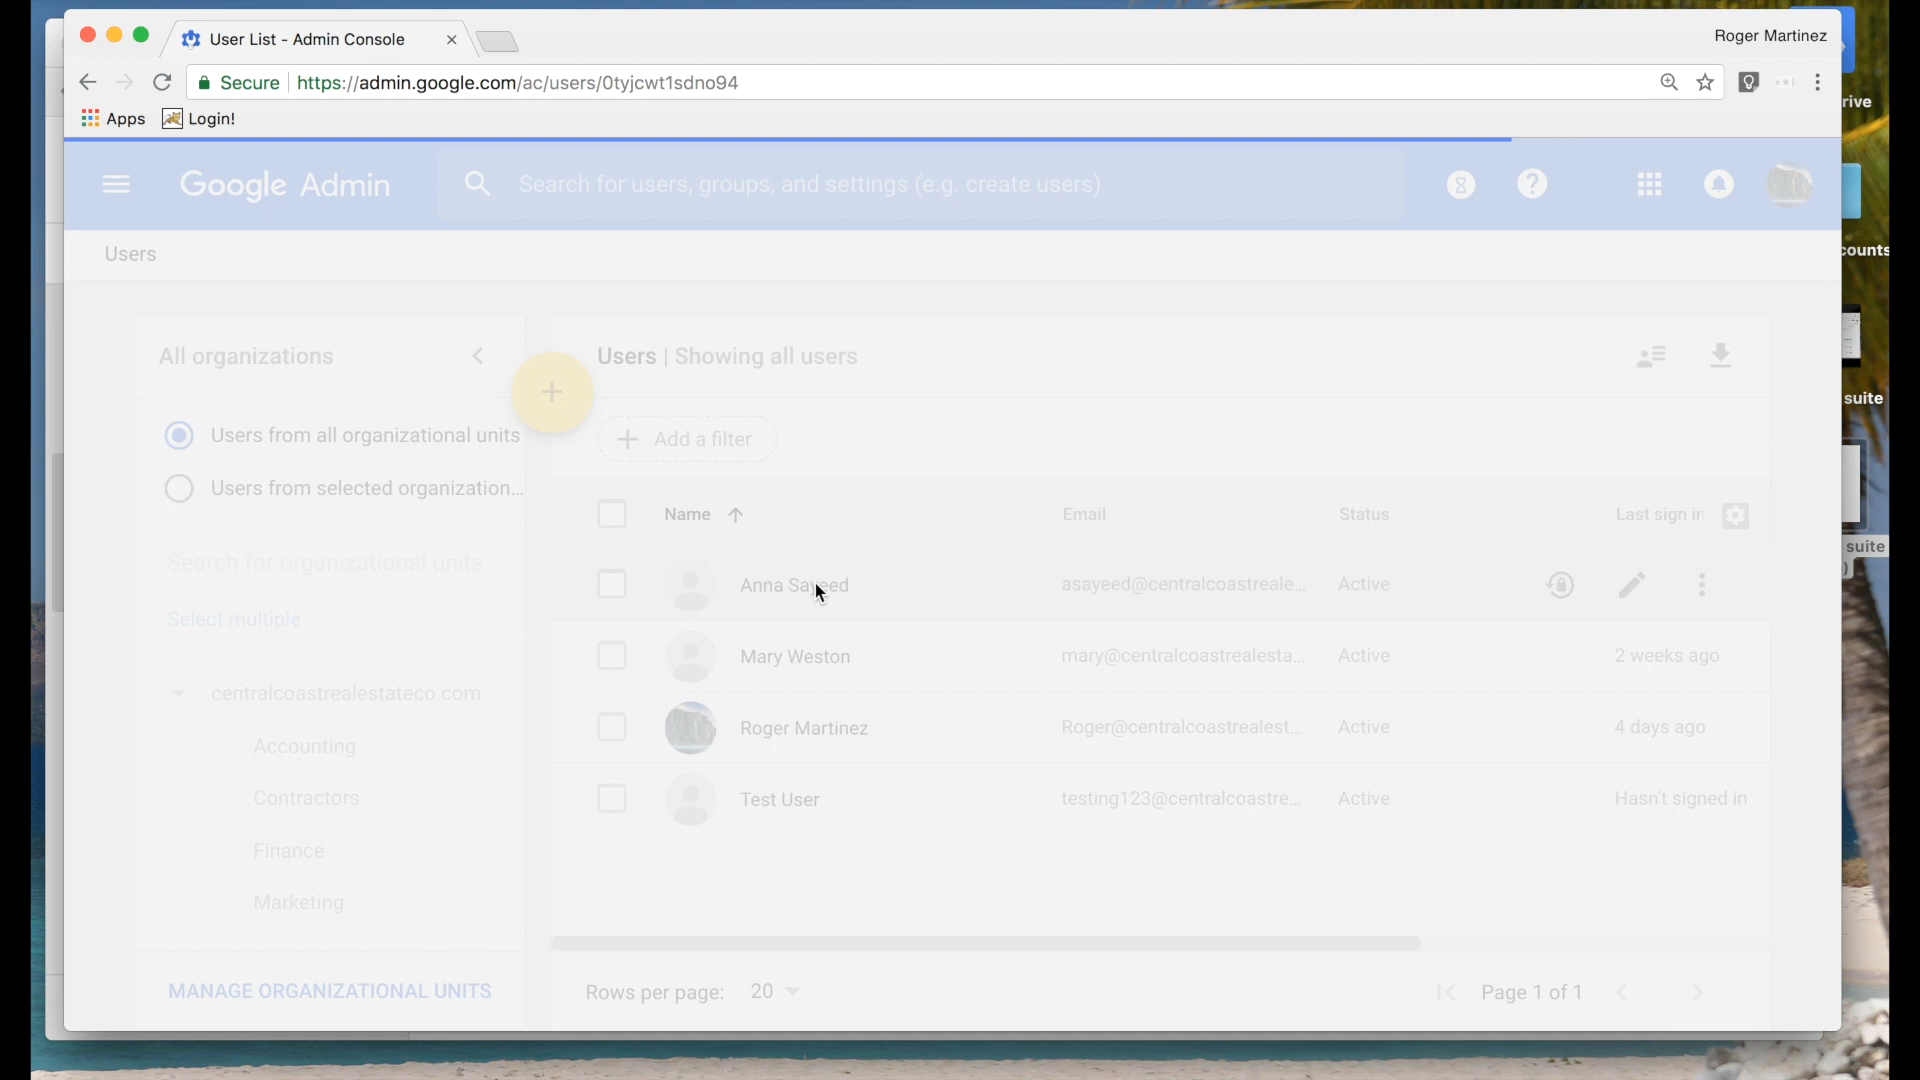 User List - Admin Console
Roger Martinez
Secure https://admin.google.com/ac/users/0tyjcwt1sdno94
Apps Login!
Google Admin
Search for users, groups, and settings (e.g. create users)
Users
All organizations
Users from all organizational units
Users from selected organization...
Search for organizational units
Select multiple
centralcoastrealestateco.com
Accounting
Contractors
Finance
Marketing
MANAGE ORGANIZATIONAL UNITS
Users | Showing all users
Add a filter
Name Email Status Last sign in
Anna Sayeed asayeed@centralcoastreale... Active
Mary Weston mary@centralcoastrealesta... Active 2 weeks ago
Roger Martinez Roger@centralcoastrealest... Active 4 days ago
Test User testing123@centralcoastre... Active Hasn't signed in
Rows per page: 20 Page 1 of 1
rive
counts
suite
suite
)